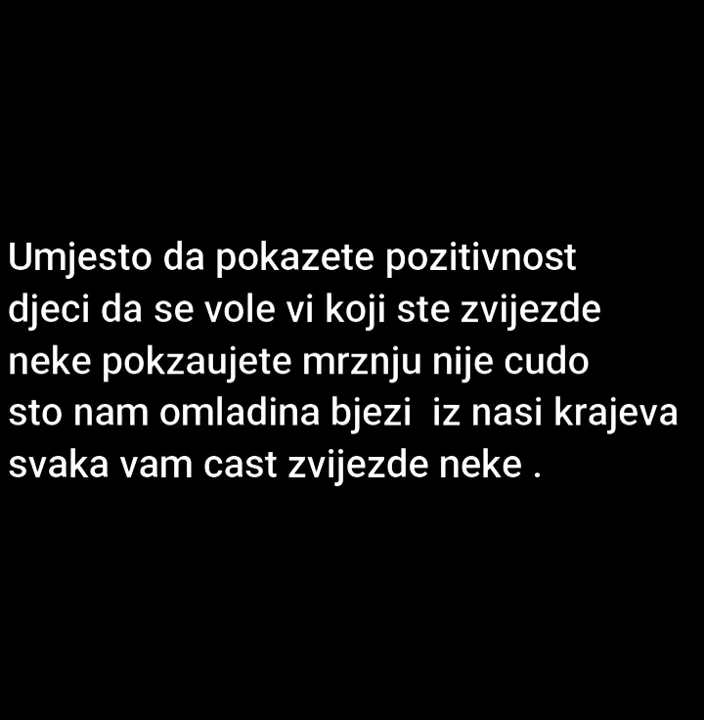 Umjesto da pokazete pozitivnost
djeci da se vole vi koji ste zvijezde
neke pokzaujete mrznju nije cudo
sto nam omladina bjezi  iz nasi krajeva
svaka vam cast zvijezde neke .